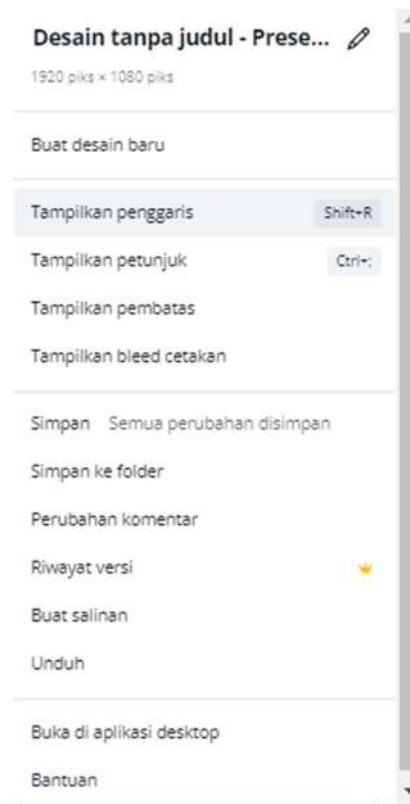 Desain tanpa judul - Prese...
1920 piks × 1080 piks
Buat desain baru
Tampilkan penggaris Shift+R
Tampilkan petunjuk Ctrl+;
Tampilkan pembatas
Tampilkan bleed cetakan
Simpan Semua perubahan disimpan
Simpan ke folder
Perubahan komentar
Riwayat versi
Buat salinan
Unduh
Buka di aplikasi desktop
Bantuan